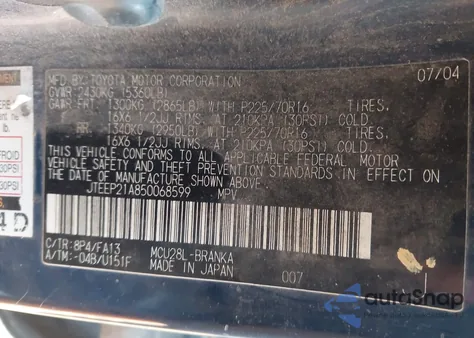 07/04
MFD. BY TOYOTA MOTOR CORPORATION
GVWR 2430KG (5360LB)
GAWR FRT. 1300KG (2865LB) WITH P225/70R16 TIRES,
16X6 1/2JJ RIMS, AT 210KPA (30PSI) COLD.
RR. 1340KG (2950LB) WITH P225/70R16 TIRES,
16X6 1/2JJ RIMS, AT 210KPA (30PSI) COLD.
THIS VEHICLE CONFORMS TO ALL APPLICABLE FEDERAL MOTOR
VEHICLE SAFETY AND THEFT PREVENTION STANDARDS IN EFFECT ON
THE DATE OF MANUFACTURE SHOWN ABOVE.
JTEEP21A850068599 MPV
C/TR: 8P4/FA13 MCU28L-BRANKA
A/TM: -04B/U151F MADE IN JAPAN 007
lb.
4D
autoSnap